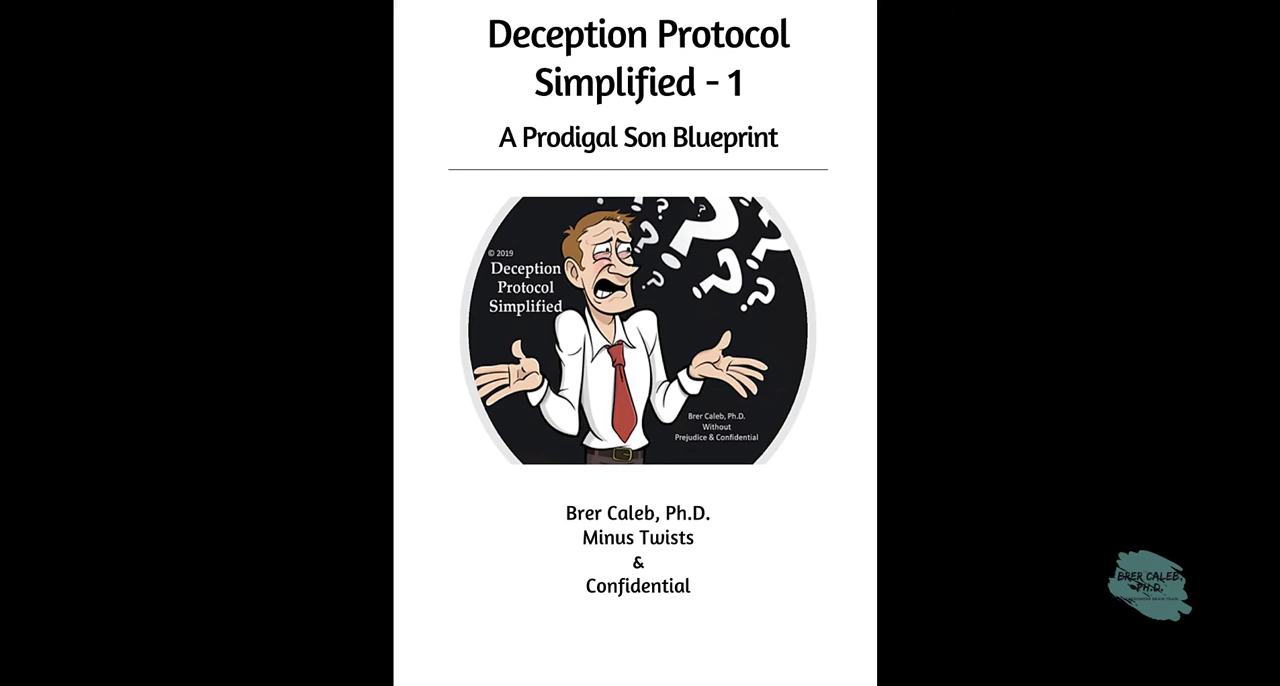 Deception Protocol
Simplified - 1
A Prodigal Son Blueprint
© 2019
Deception
Protocol
Simplified
Brer Caleb, Ph.D.
Without
Prejudice & Confidential
Brer Caleb, Ph.D.
Minus Twists
&
Confidential
BRER CALEB,
PH.D.